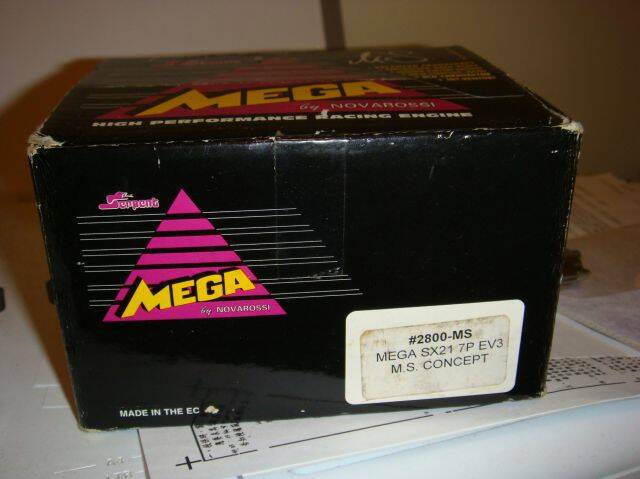 MEGA
by NOVAROSSI
HIGH PERFORMANCE RACING ENGINE
Serpent
MEGA
by NOVAROSSI
#2800-MS
MEGA SX21 7P EV3
M.S. CONCEPT
MADE IN THE EC